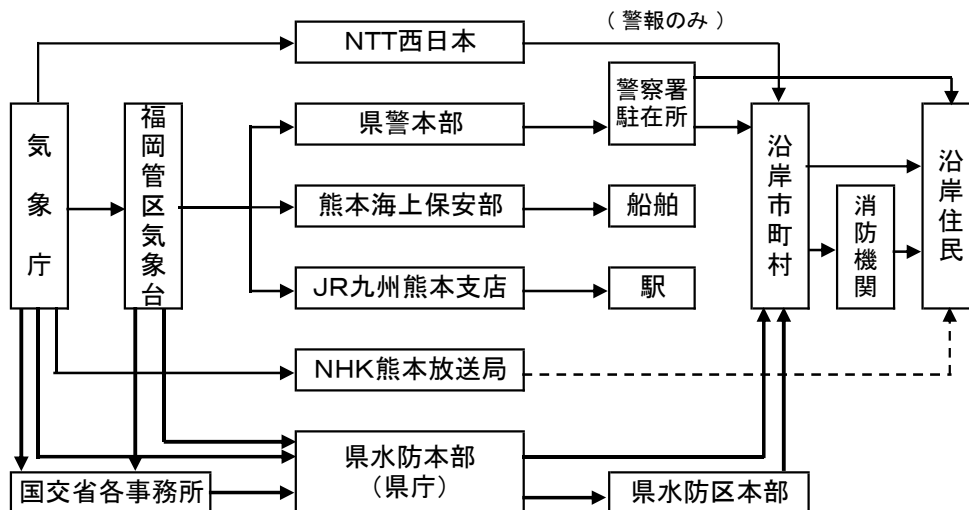 （警報のみ）
NTT西日本
気象庁
福岡管区気象台
県警本部
警察署
駐在所
沿岸市町村
沿岸住民
熊本海上保安部
船舶
消防機関
JR九州熊本支店
駅
NHK熊本放送局
県水防本部
（県庁）
国交省各事務所
県水防区本部